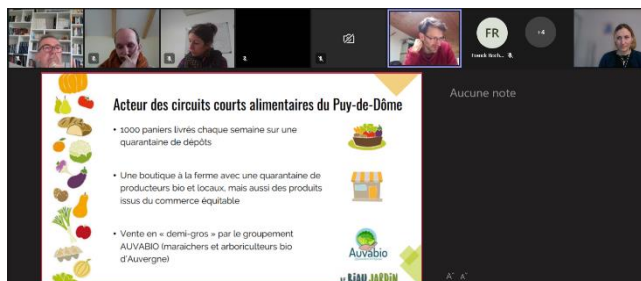 FR
+4
Aucune note
Acteur des circuits courts alimentaires du Puy-de-Dôme
• 1000 paniers livrés chaque semaine sur une
quarantaine de dépôts
• Une boutique à la ferme avec une quarantaine de
producteurs bio et locaux, mais aussi des produits
issus du commerce équitable
• Vente en « demi-gros » par le groupement
AUVABIO (maraichers et arboriculteurs bio
d'Auvergne)
Auvabio
A^ A˅